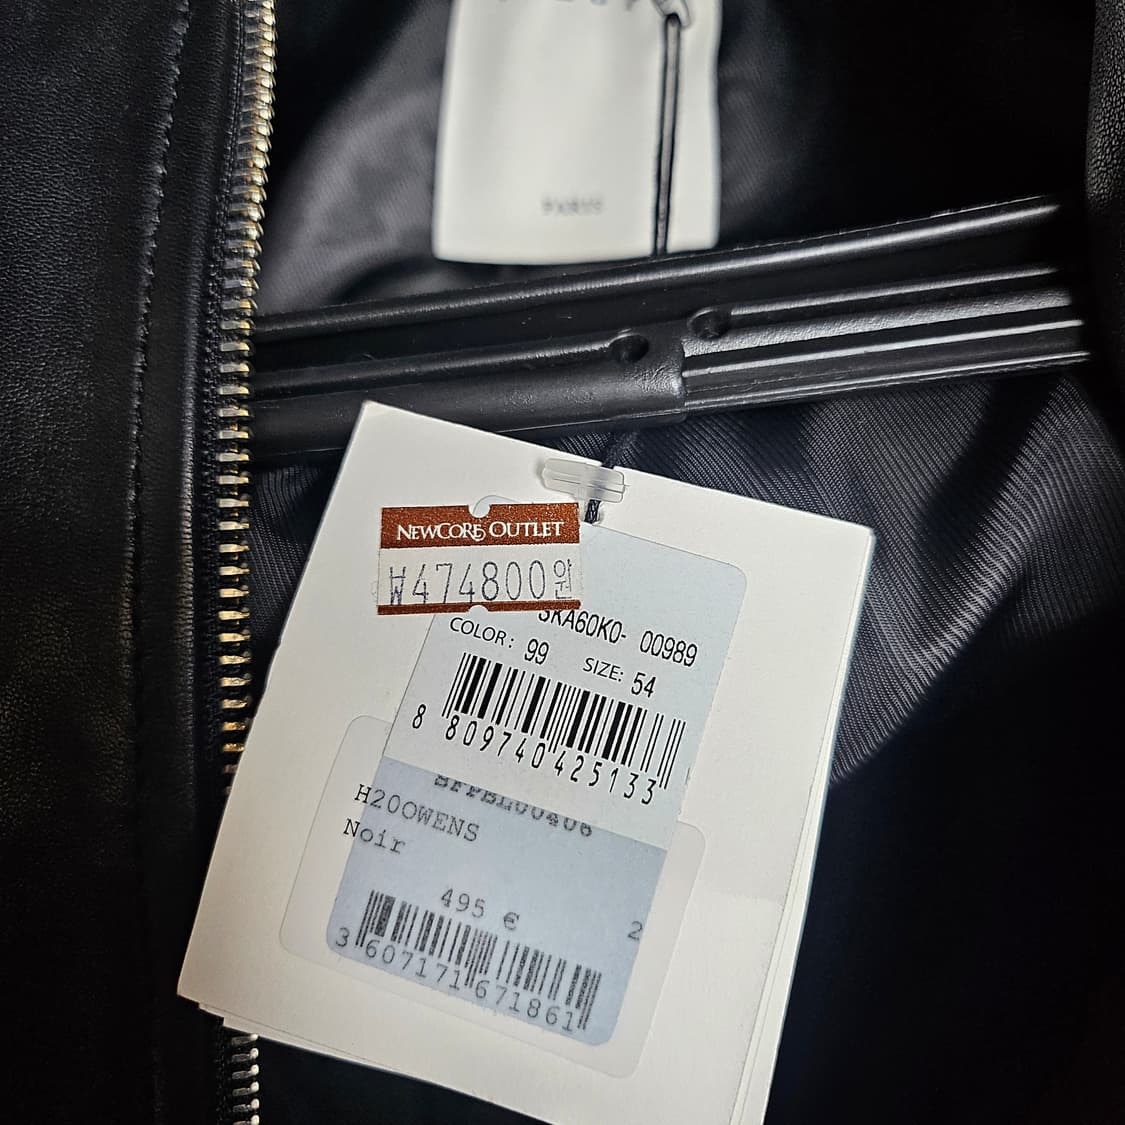 PARIS
NEWCORE OUTLET
₩474800원
SKA60K0- 00989
COLOR: 99 SIZE: 54
8 809740 425133
H20OWENS
Noir
495 € 2
3 607171 671861